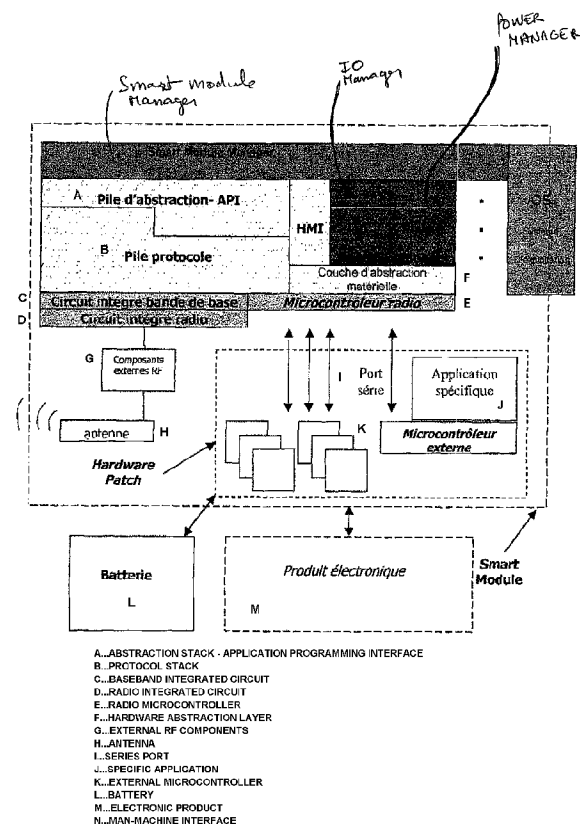 POWER
MANAGER
IO
Manager
Smart module
Manager
A Pile d'abstraction- API
HMI
B
Pile protocole
Couche d'abstraction
matérielle
F
C Circuit intègre bande de base
Microcontroleur radio E
D Circuit intégré radio
G Composants
externes RF
I
Port
série
Application
spécifique
J
antenne H
K
Microcontrôleur
externe
Hardware
Patch
Batterie
L
Produit électronique
M
Smart
Module
A...ABSTRACTION STACK - APPLICATION PROGRAMMING INTERFACE
B...PROTOCOL STACK
C...BASEBAND INTEGRATED CIRCUIT
D...RADIO INTEGRATED CIRCUIT
E...RADIO MICROCONTROLLER
F...HARDWARE ABSTRACTION LAYER
G...EXTERNAL RF COMPONENTS
H...ANTENNA
I...SERIES PORT
J...SPECIFIC APPLICATION
K...EXTERNAL MICROCONTROLLER
L...BATTERY
M...ELECTRONIC PRODUCT
N...MAN-MACHINE INTERFACE